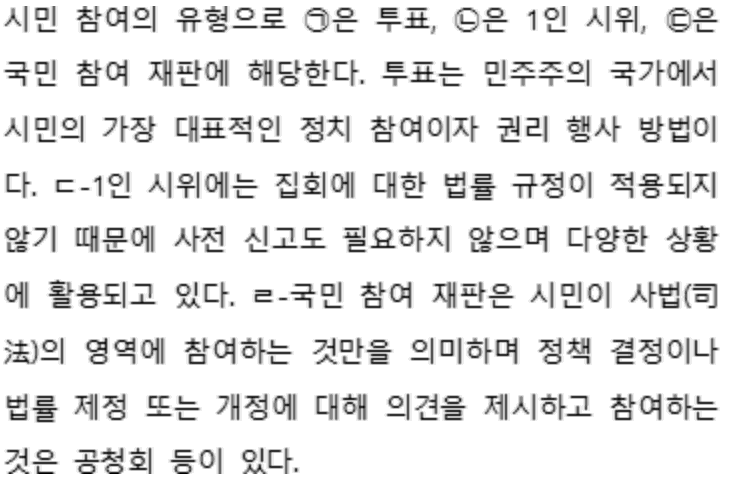 시민 참여의 유형으로 ㉠은 투표, ㉡은 1인 시위, ㉢은
국민 참여 재판에 해당한다. 투표는 민주주의 국가에서
시민의 가장 대표적인 정치 참여이자 권리 행사 방법이
다. ㄷ-1인 시위에는 집회에 대한 법률 규정이 적용되지
않기 때문에 사전 신고도 필요하지 않으며 다양한 상황
에 활용되고 있다. ㄹ-국민 참여 재판은 시민이 사법(司
法)의 영역에 참여하는 것만을 의미하며 정책 결정이나
법률 제정 또는 개정에 대해 의견을 제시하고 참여하는
것은 공청회 등이 있다.